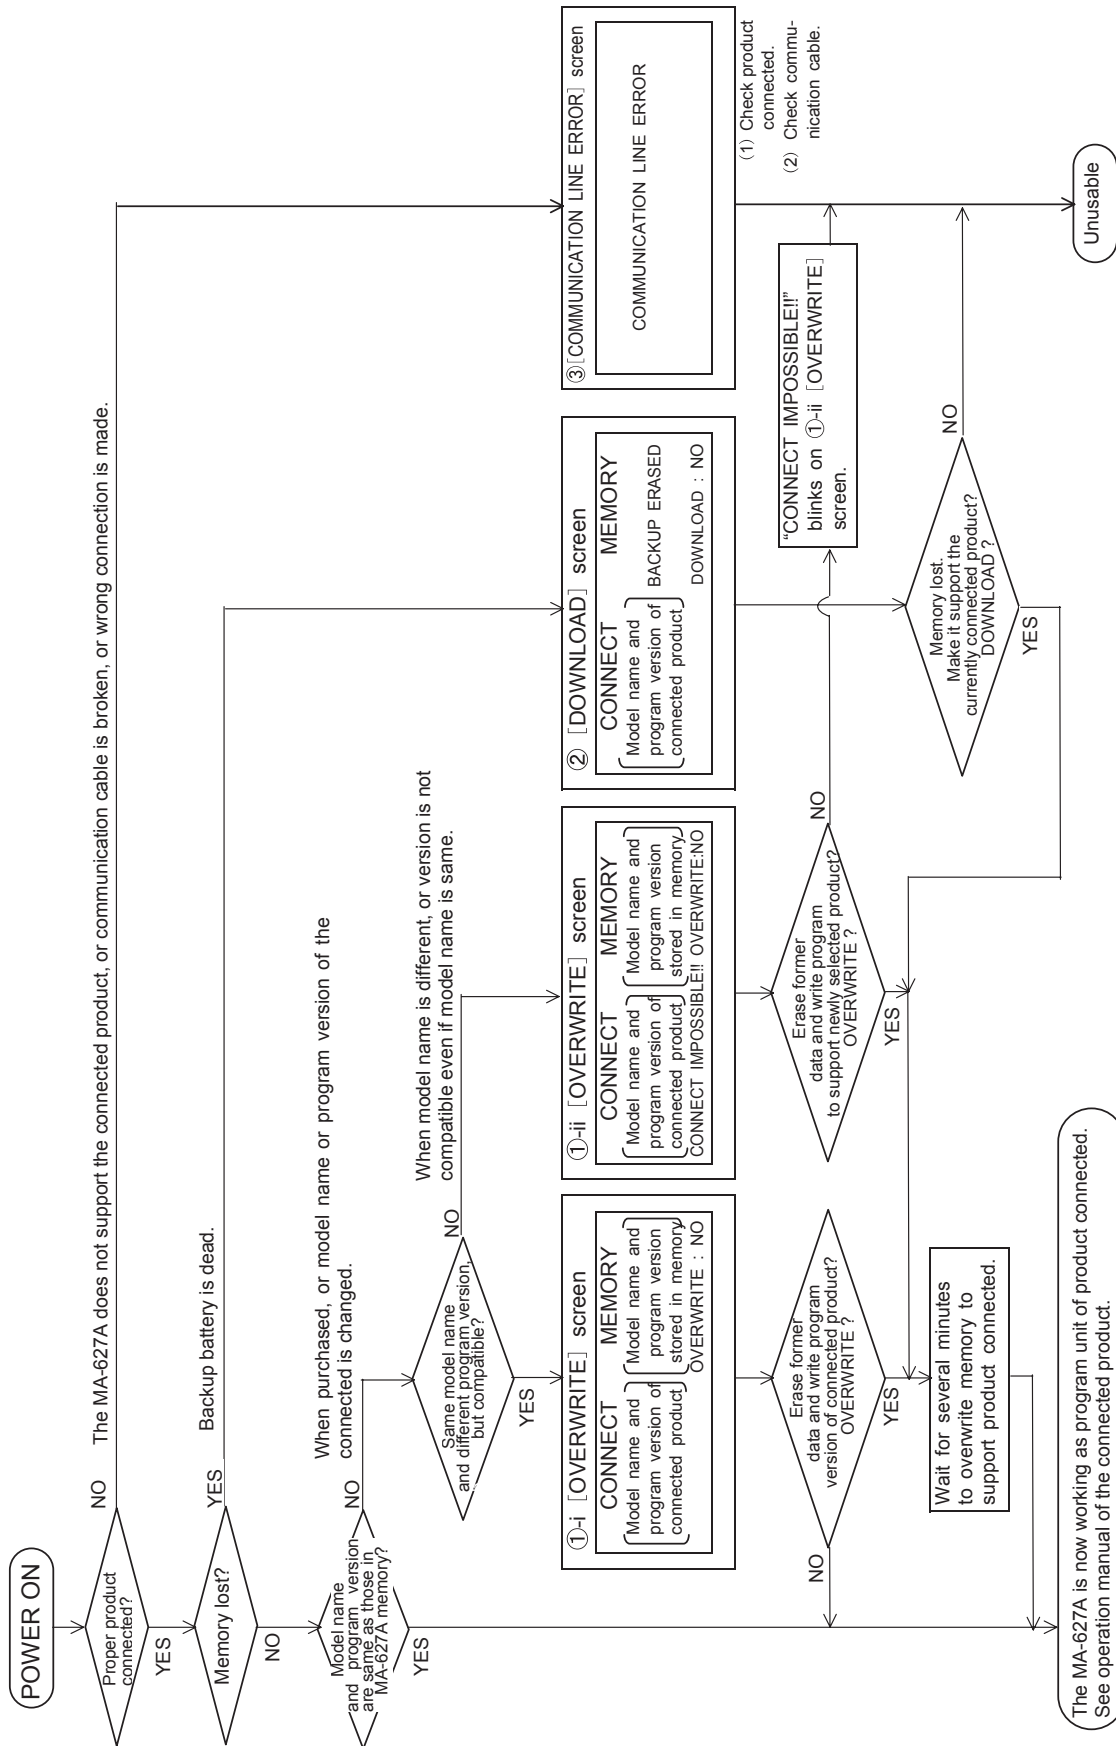 POWER ON
Proper product
connected?
NO
The MA-627A does not support the connected product, or communication cable is broken, or wrong connection is made.
YES
Memory lost?
YES
Backup battery is dead.
NO
Model name
and program version
are same as those in
MA-627A memory?
NO
When purchased, or model name or program version of the
connected is changed.
YES
Same model name
and different program version,
but compatible?
NO
When model name is different, or version is not
compatible even if model name is same.
YES
①-i [OVERWRITE] screen
CONNECT MEMORY
Model name and Model name and
program version of program version
connected product stored in memory
OVERWRITE : NO
①-ii [OVERWRITE] screen
CONNECT MEMORY
Model name and Model name and
program version of program version
connected product stored in memory
CONNECT IMPOSSIBLE!! OVERWRITE:NO
② [DOWNLOAD] screen
CONNECT MEMORY
Model name and
program version of BACKUP ERASED
connected product
DOWNLOAD : NO
③[COMMUNICATION LINE ERROR] screen
COMMUNICATION LINE ERROR
(1) Check product
connected.
(2) Check commu-
nication cable.
Erase former
data and write program
version of connected product?
OVERWRITE ?
NO
YES
Erase former
data and write program
to support newly selected product?
OVERWRITE ?
NO
YES
"CONNECT IMPOSSIBLE!!"
blinks on ①-ii [OVERWRITE]
screen.
Memory lost.
Make it support the
currently connected product?
DOWNLOAD ?
NO
YES
Wait for several minutes
to overwrite memory to
support product connected.
The MA-627A is now working as program unit of product connected.
See operation manual of the connected product.
Unusable